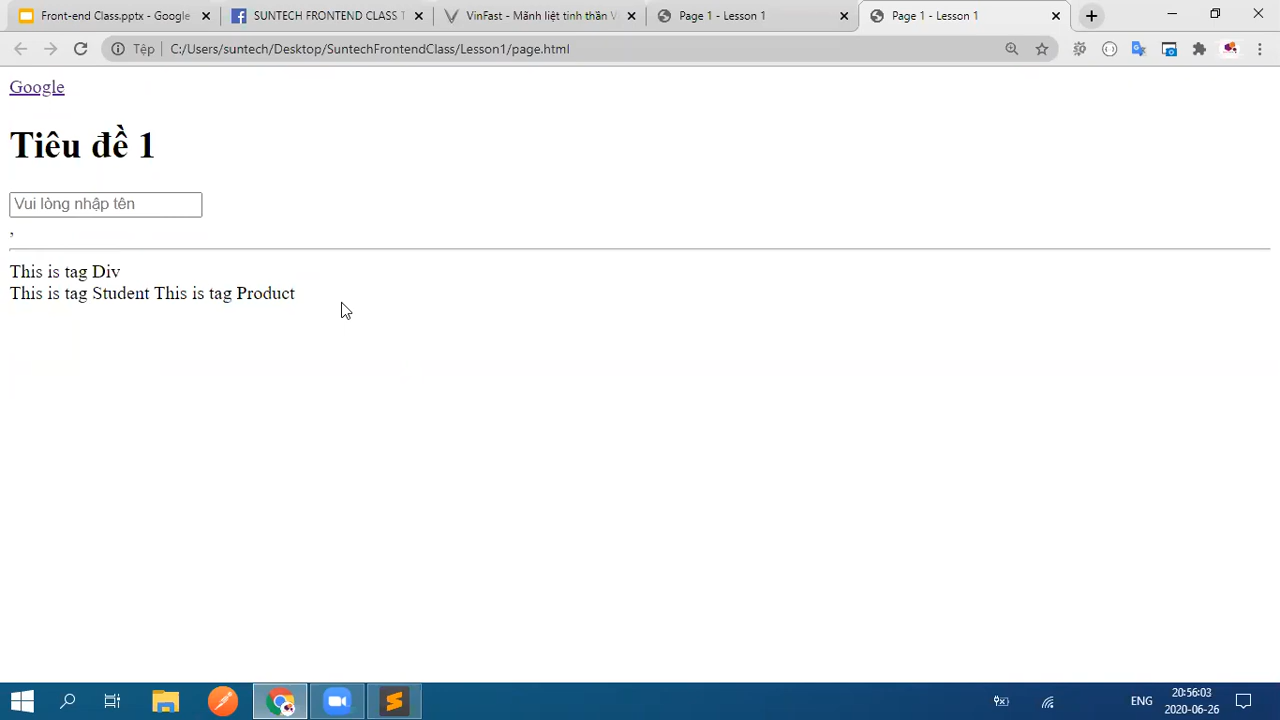 Front-end Class.pptx - Google
SUNTECH FRONTEND CLASS T
VinFast - Mãnh liệt tinh thần V
Page 1 - Lesson 1
Page 1 - Lesson 1
Tệp
C:/Users/suntech/Desktop/SuntechFrontendClass/Lesson1/page.html
Google
Tiêu đề 1
Vui lòng nhập tên
,
This is tag Div
This is tag Student This is tag Product
ENG
20:56:03
2020-06-26